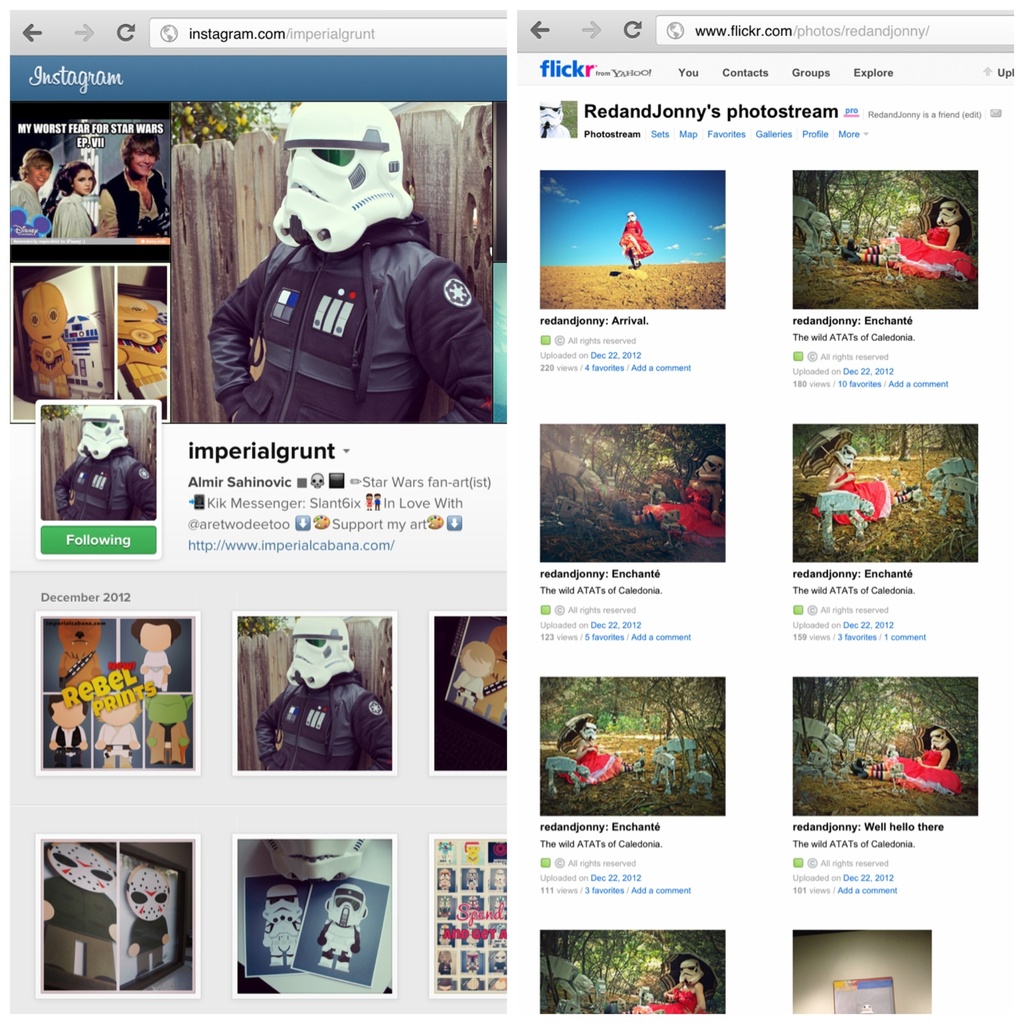 instagram.com/imperialgrunt
Instagram
MY WORST FEAR FOR STAR WARS
EP. VII
Disney
imperialgrunt
Almir Sahinovic Star Wars fan-art(ist)
Kik Messenger: Slant6ix In Love With
@aretwodeetoo Support my art
http://www.imperialcabana.com/
Following
December 2012
imperialcabana.com
New!
REBEL
PRINTS
Spend
AND GET A
www.flickr.com/photos/redandjonny/
flickr from YAHOO!
You Contacts Groups Explore Upl
RedandJonny's photostream pro RedandJonny is a friend (edit)
Photostream Sets Map Favorites Galleries Profile More
redandjonny: Arrival.
© All rights reserved
Uploaded on Dec 22, 2012
220 views / 4 favorites / Add a comment
redandjonny: Enchanté
The wild ATATs of Caledonia.
© All rights reserved
Uploaded on Dec 22, 2012
180 views / 10 favorites / Add a comment
redandjonny: Enchanté
The wild ATATs of Caledonia.
© All rights reserved
Uploaded on Dec 22, 2012
123 views / 5 favorites / Add a comment
redandjonny: Enchanté
The wild ATATs of Caledonia.
© All rights reserved
Uploaded on Dec 22, 2012
159 views / 3 favorites / 1 comment
redandjonny: Enchanté
The wild ATATs of Caledonia.
© All rights reserved
Uploaded on Dec 22, 2012
111 views / 3 favorites / Add a comment
redandjonny: Well hello there
The wild ATATs of Caledonia.
© All rights reserved
Uploaded on Dec 22, 2012
101 views / Add a comment